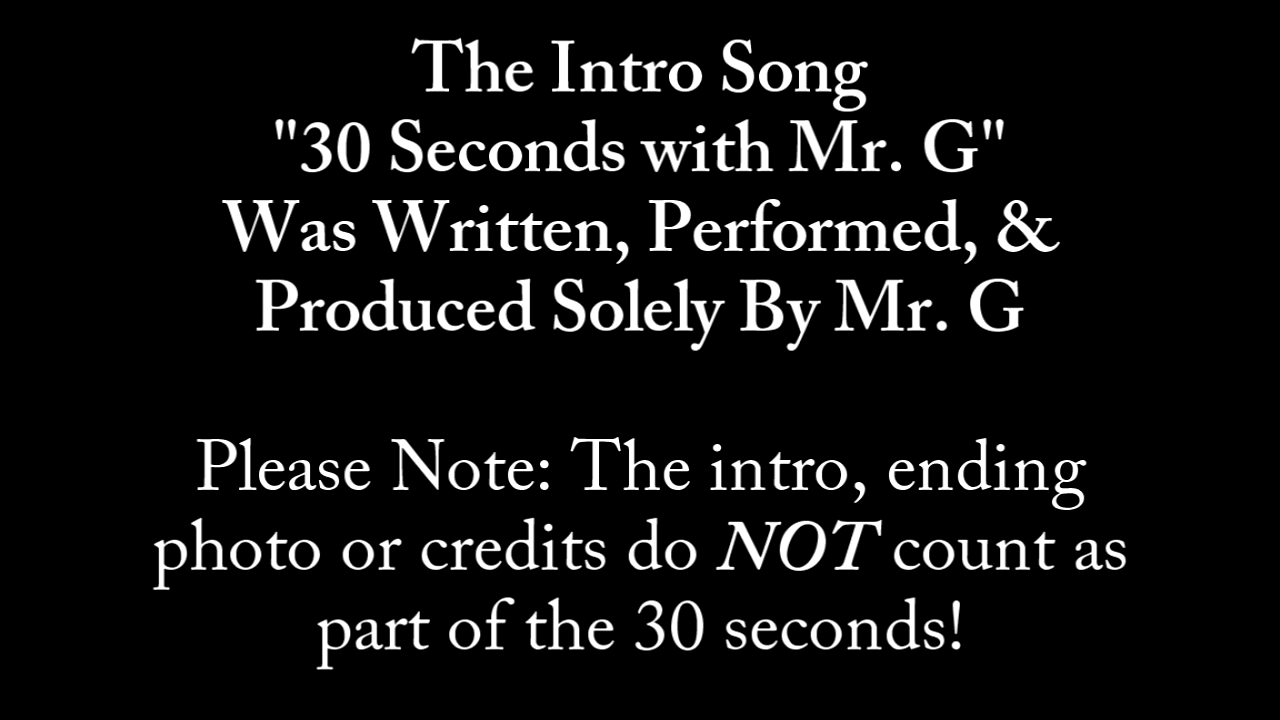 The Intro Song
"30 Seconds with Mr. G"
Was Written, Performed, &
Produced Solely By Mr. G
Please Note: The intro, ending
photo or credits do NOT count as
part of the 30 seconds!